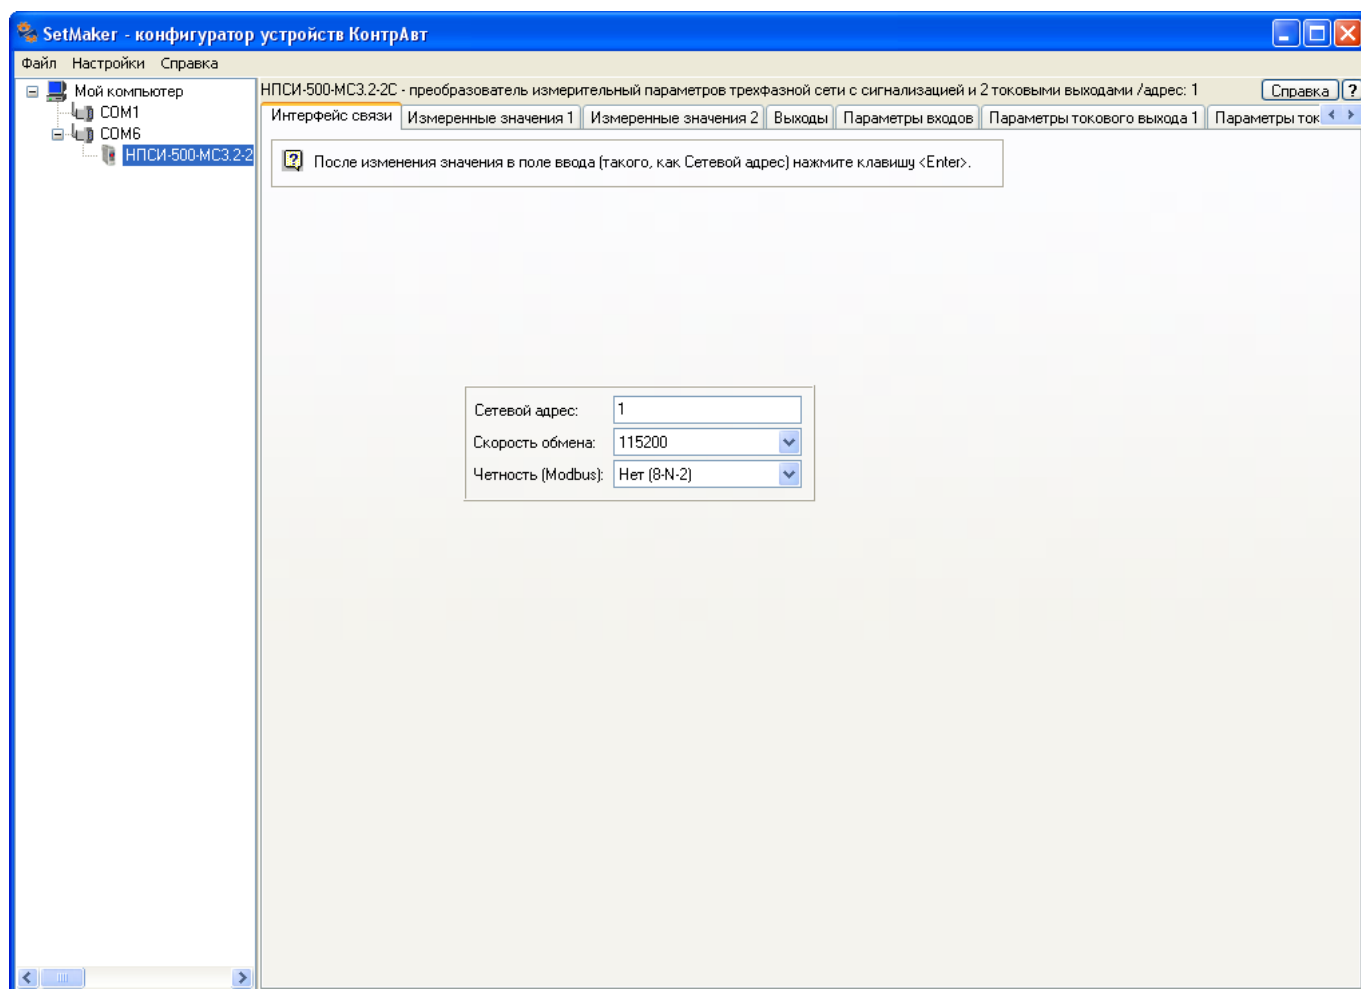 SetMaker - конфигуратор устройств КонтрАвт
Файл Настройки Справка
Мой компьютер
COM1
COM6
НПСИ-500-МС3.2-2
НПСИ-500-МС3.2-2С - преобразователь измерительный параметров трехфазной сети с сигнализацией и 2 токовыми выходами /адрес: 1
Справка ?
Интерфейс связи Измеренные значения 1 Измеренные значения 2 Выходы Параметры входов Параметры токового выхода 1 Параметры ток
После изменения значения в поле ввода (такого, как Сетевой адрес) нажмите клавишу <Enter>.
Сетевой адрес: 1
Скорость обмена: 115200
Четность (Modbus): Нет (8-N-2)